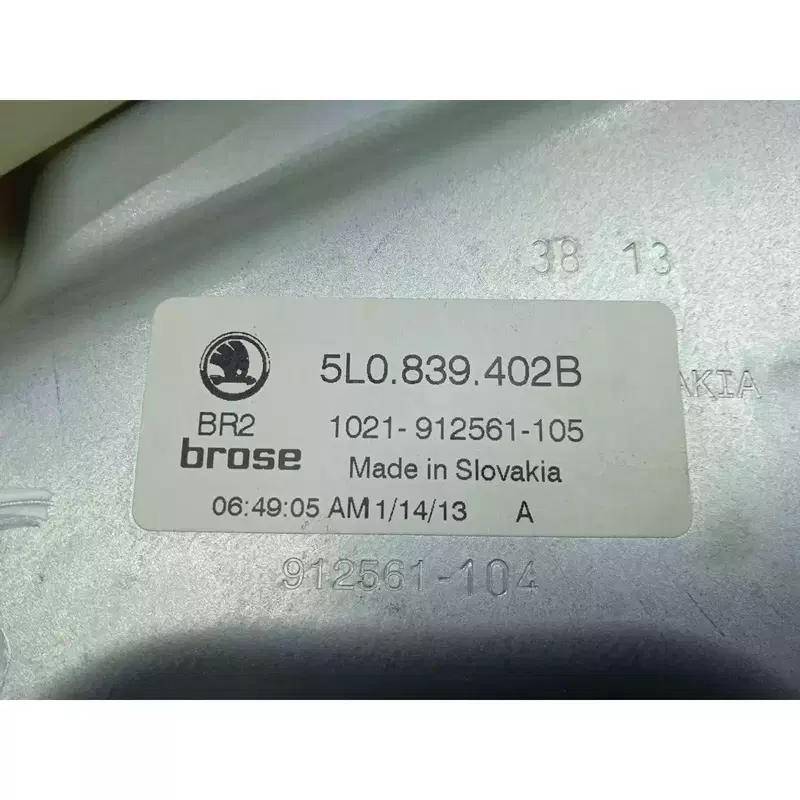 38 13
5L0.839.402B
AKIA
BR2
1021-912561-105
brose
Made in Slovakia
06:49:05 AM 1/14/13 A
912561-104